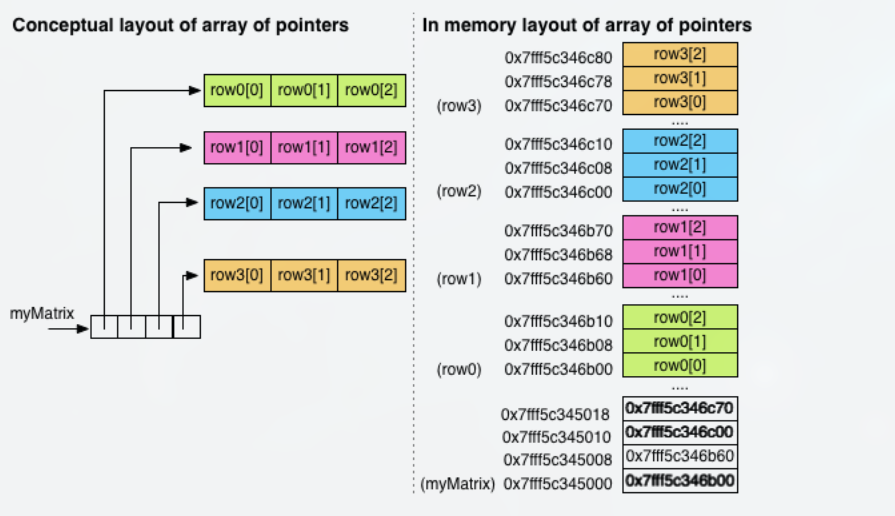 Conceptual layout of array of pointers
row0[0] row0[1] row0[2]
row1[0] row1[1] row1[2]
row2[0] row2[1] row2[2]
row3[0] row3[1] row3[2]
myMatrix
In memory layout of array of pointers
0x7fff5c346c80 row3[2]
0x7fff5c346c78 row3[1]
(row3) 0x7fff5c346c70 row3[0]
....
0x7fff5c346c10 row2[2]
0x7fff5c346c08 row2[1]
(row2) 0x7fff5c346c00 row2[0]
....
0x7fff5c346b70 row1[2]
0x7fff5c346b68 row1[1]
(row1) 0x7fff5c346b60 row1[0]
....
0x7fff5c346b10 row0[2]
0x7fff5c346b08 row0[1]
(row0) 0x7fff5c346b00 row0[0]
....
0x7fff5c345018 0x7fff5c346c70
0x7fff5c345010 0x7fff5c346c00
0x7fff5c345008 0x7fff5c346b60
(myMatrix) 0x7fff5c345000 0x7fff5c346b00